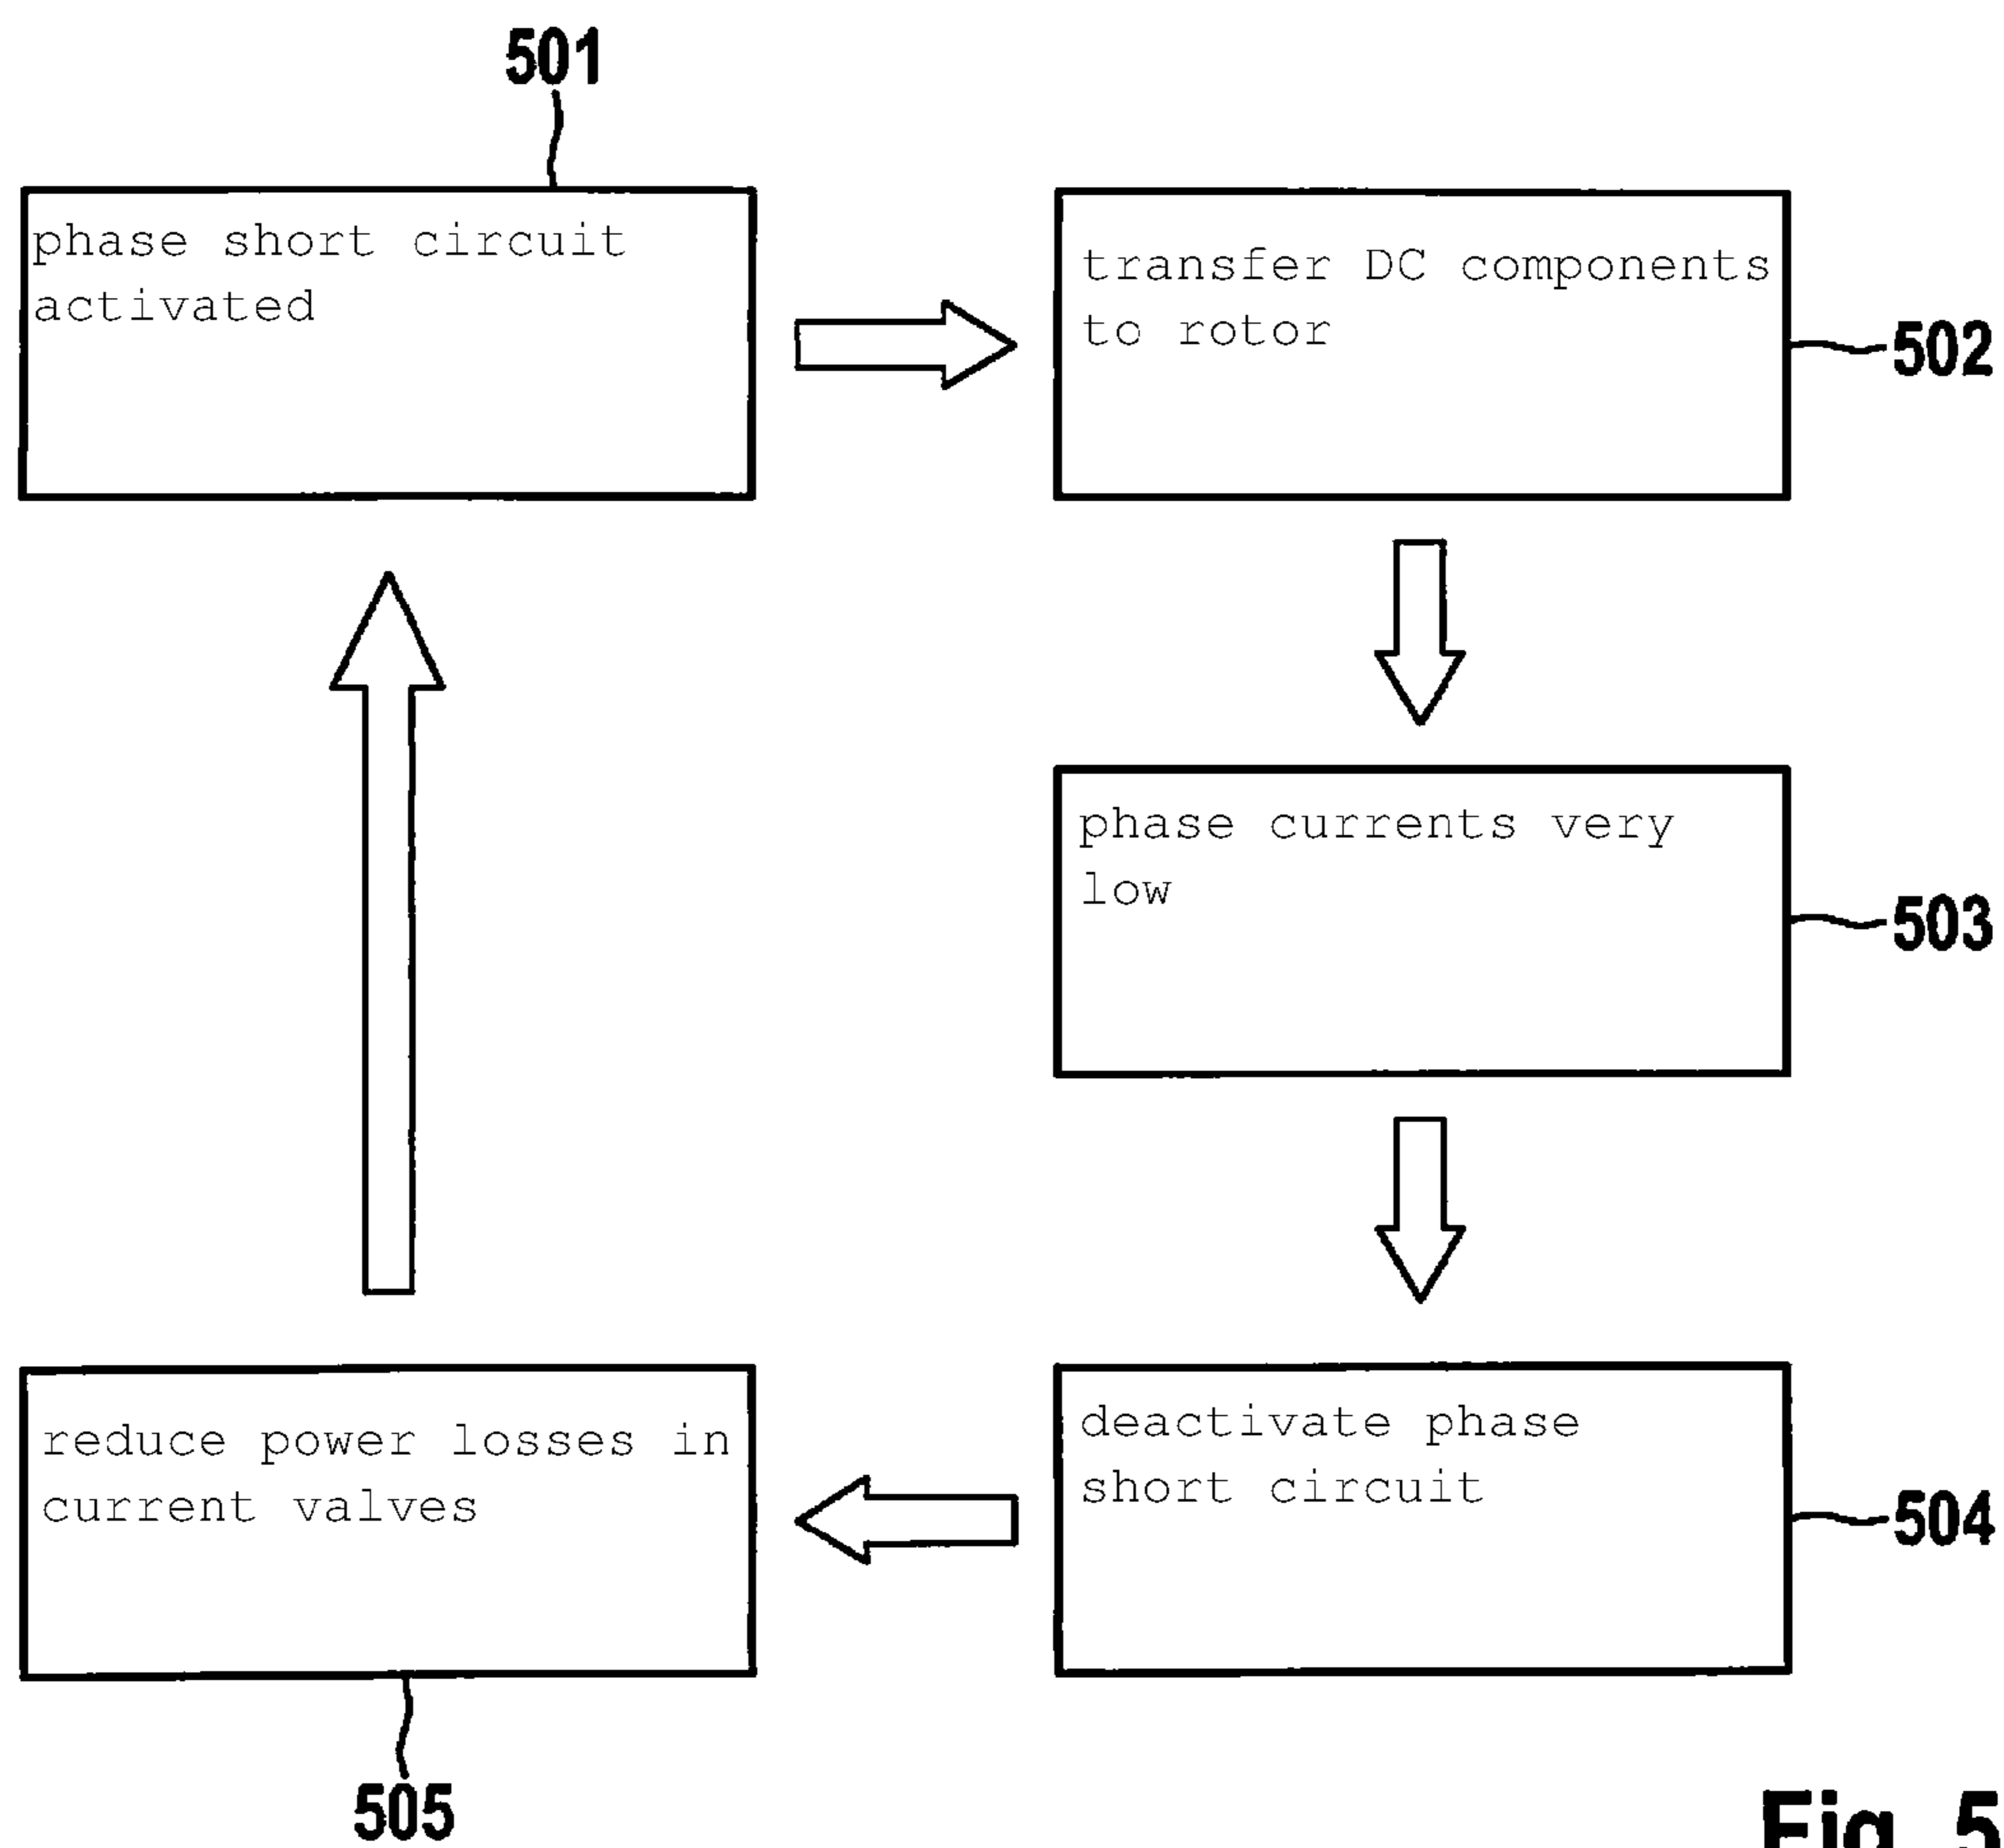 501
phase short circuit
activated
transfer DC components
to rotor
502
phase currents very
low
503
deactivate phase
short circuit
504
reduce power losses in
current valves
505
Fig. 5